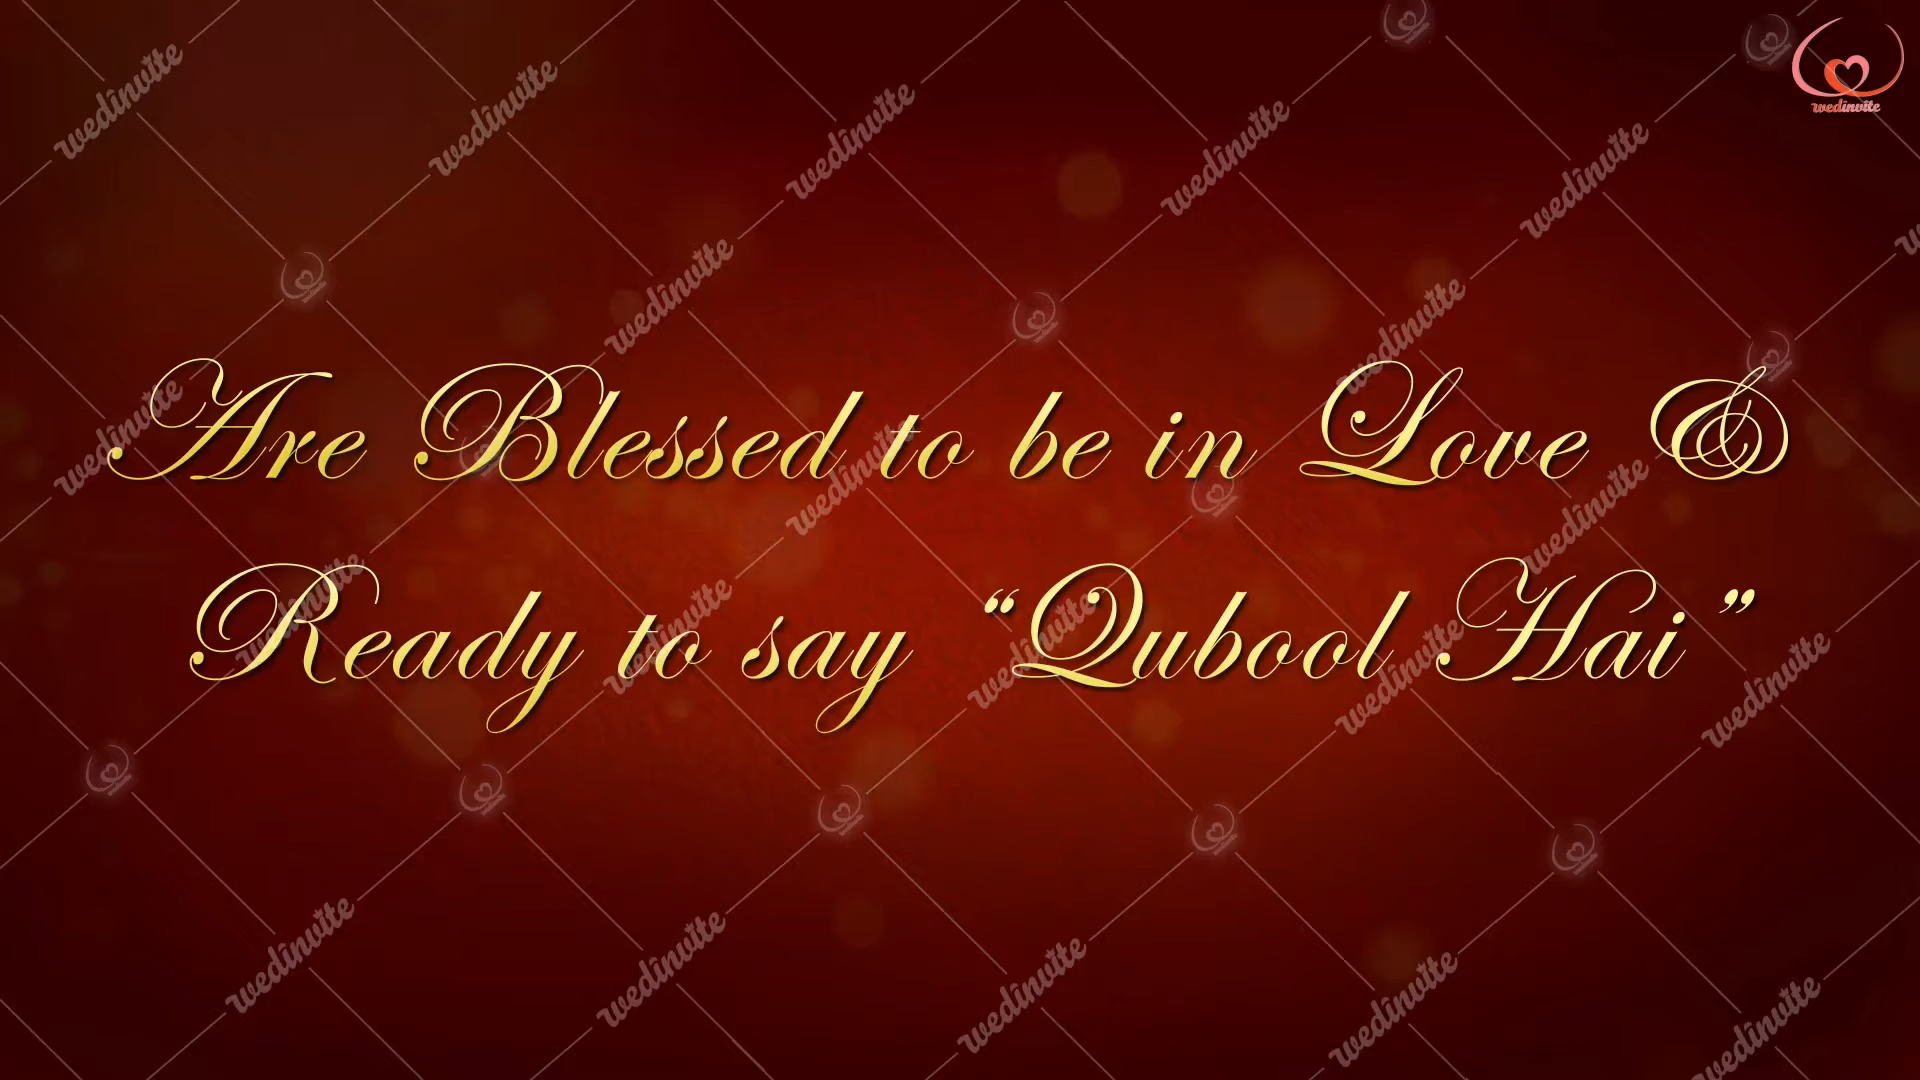 wedinvite
Are Blessed to be in Love &
Ready to say “Qubool Hai”